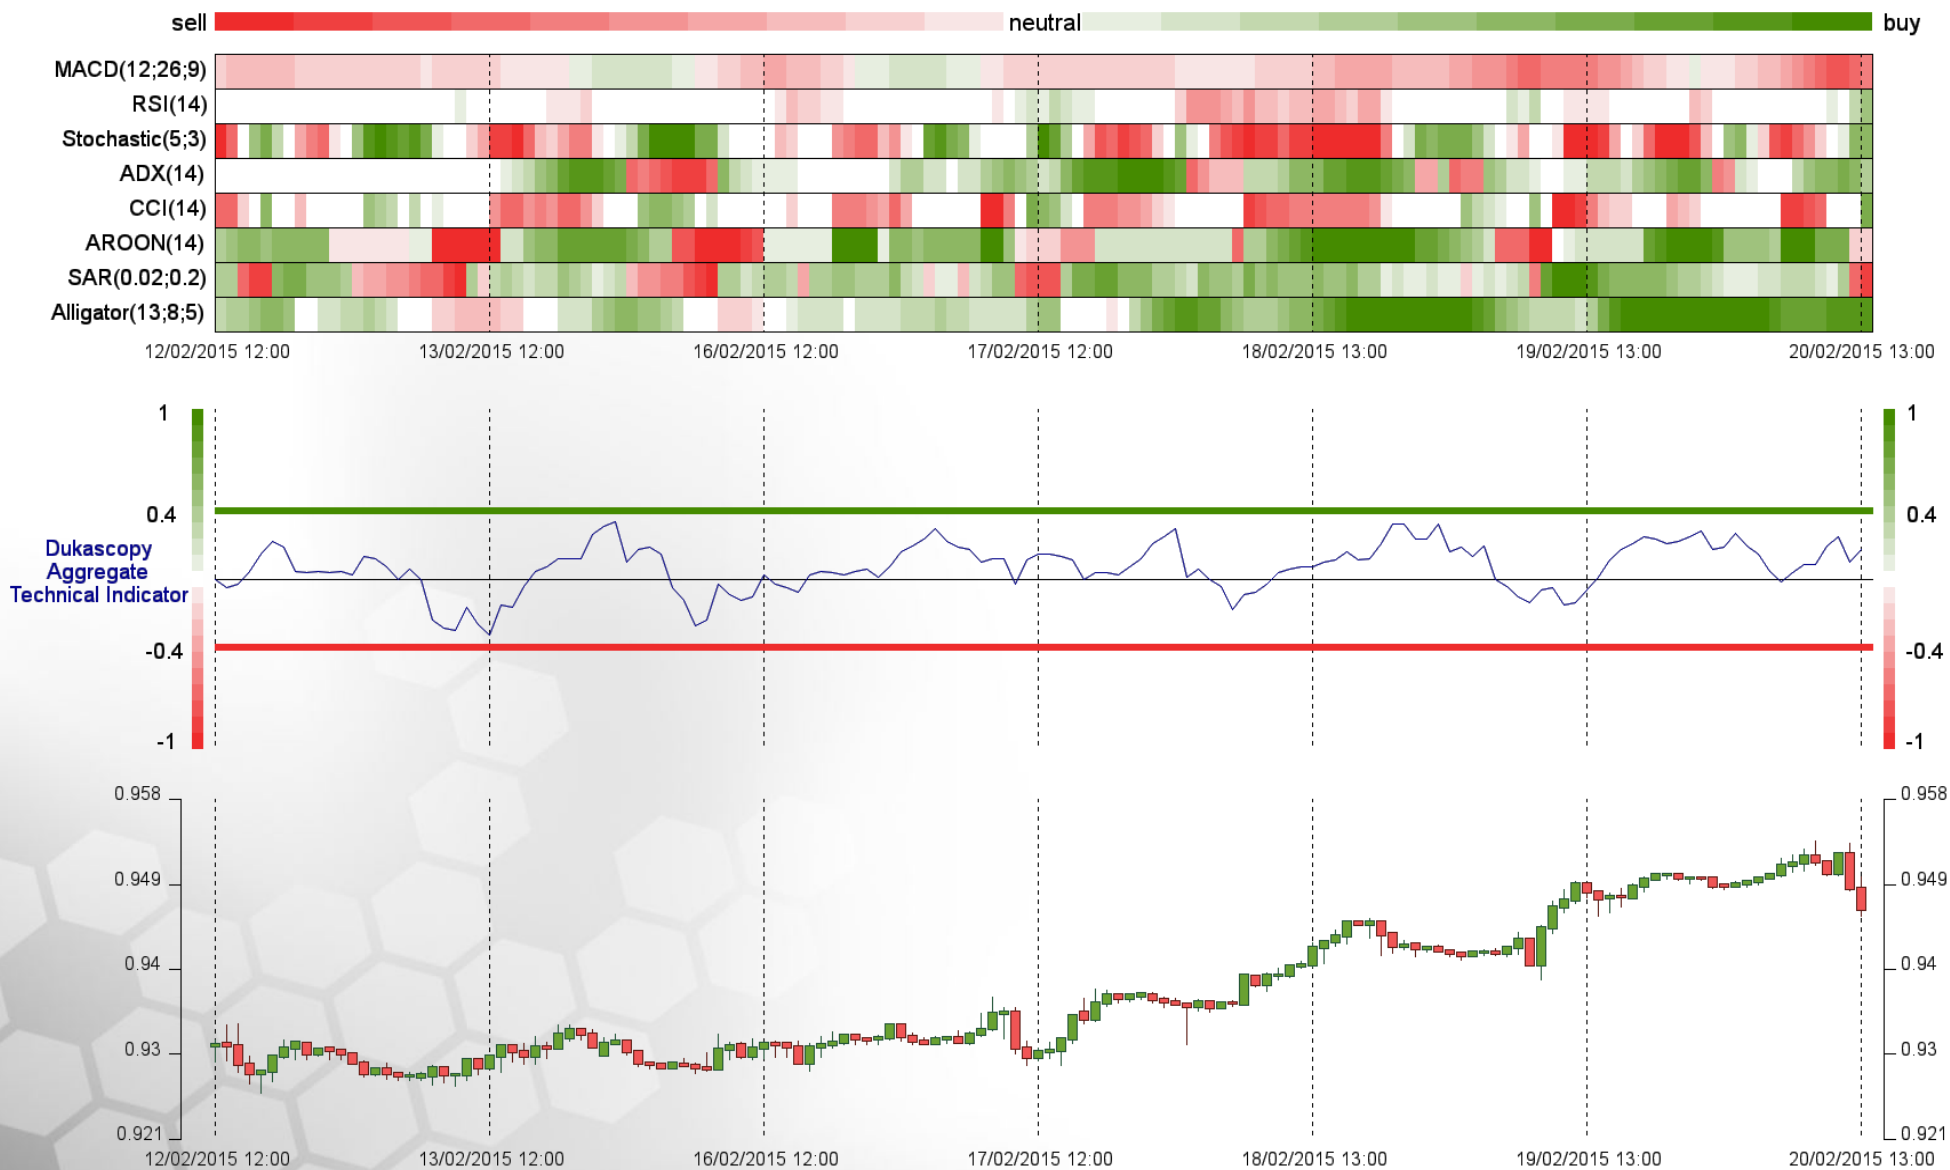 sell neutral buy
MACD(12;26;9)
RSI(14)
Stochastic(5;3)
ADX(14)
CCI(14)
AROON(14)
SAR(0.02;0.2)
Alligator(13;8;5)
12/02/2015 12:00 13/02/2015 12:00 16/02/2015 12:00 17/02/2015 12:00 18/02/2015 13:00 19/02/2015 13:00 20/02/2015 13:00
1 1
0.4 0.4
Dukascopy
Aggregate
Technical Indicator
-0.4 -0.4
-1 -1
0.958 0.958
0.949 0.949
0.94 0.94
0.93 0.93
0.921 0.921
12/02/2015 12:00 13/02/2015 12:00 16/02/2015 12:00 17/02/2015 12:00 18/02/2015 13:00 19/02/2015 13:00 20/02/2015 13:00